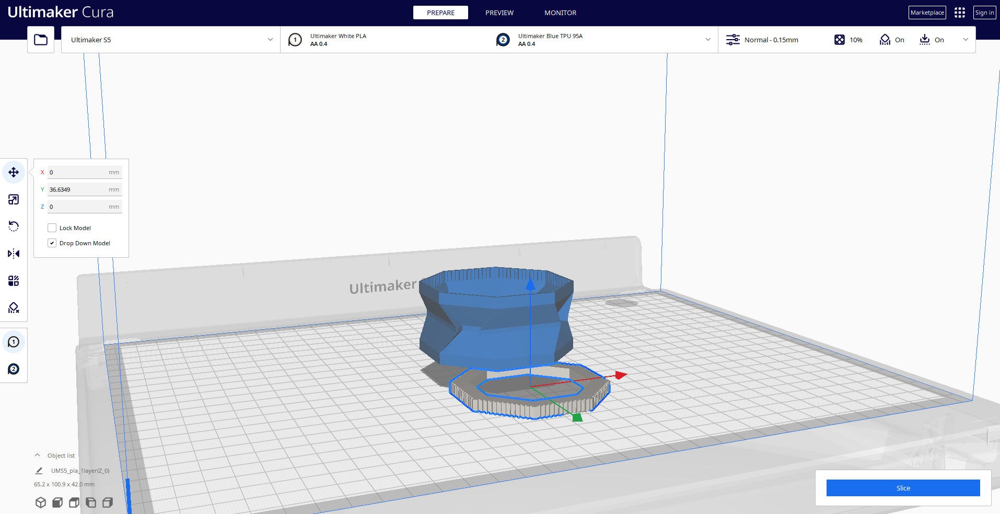 Ultimaker Cura
PREPARE
PREVIEW
MONITOR
Marketplace
Sign in
Ultimaker S5
1
Ultimaker White PLA
AA 0.4
2
Ultimaker Blue TPU 95A
AA 0.4
Normal - 0.15mm
10%
On
On
X 0 mm
Y 36.6349 mm
Z 0 mm
Lock Model
Drop Down Model
Ultimaker
1
2
Object list
UMS5_pla_1layer(Z_0)
65.2 x 100.9 x 42.0 mm
Slice